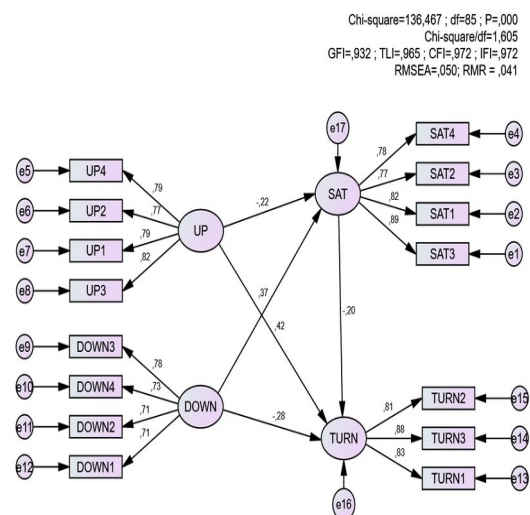 Chi-square=136,467 ; df=85 ; P=,000
Chi-square/df=1,605
GFI=,932 ; TLI=,965 ; CFI=,972 ; IFI=,972
RMSEA=,050; RMR = ,041
e17
SAT
SAT4
e4
SAT2
e3
SAT1
e2
SAT3
e1
,78
,77
,82
,89
e5
UP4
e6
UP2
e7
UP1
e8
UP3
,79
,77
,79
,82
UP
-,22
,37
,42
-,20
e9
DOWN3
e10
DOWN4
e11
DOWN2
e12
DOWN1
,78
,73
,71
,71
DOWN
-,28
TURN
e16
,81
,88
,83
TURN2
e15
TURN3
e14
TURN1
e13